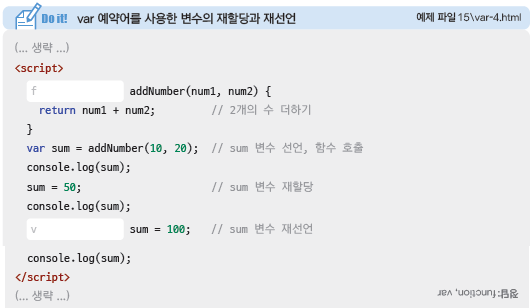 Do it! var 예약어를 사용한 변수의 재할당과 재선언 예제 파일 15\var-4.html
(... 생략 ...)
<script>
f addNumber(num1, num2) {
return num1 + num2; // 2개의 수 더하기
}
var sum = addNumber(10, 20); // sum 변수 선언, 함수 호출
console.log(sum);
sum = 50; // sum 변수 재할당
console.log(sum);
v sum = 100; // sum 변수 재선언
console.log(sum);
</script>
(... 생략 ...)
정답: function, var